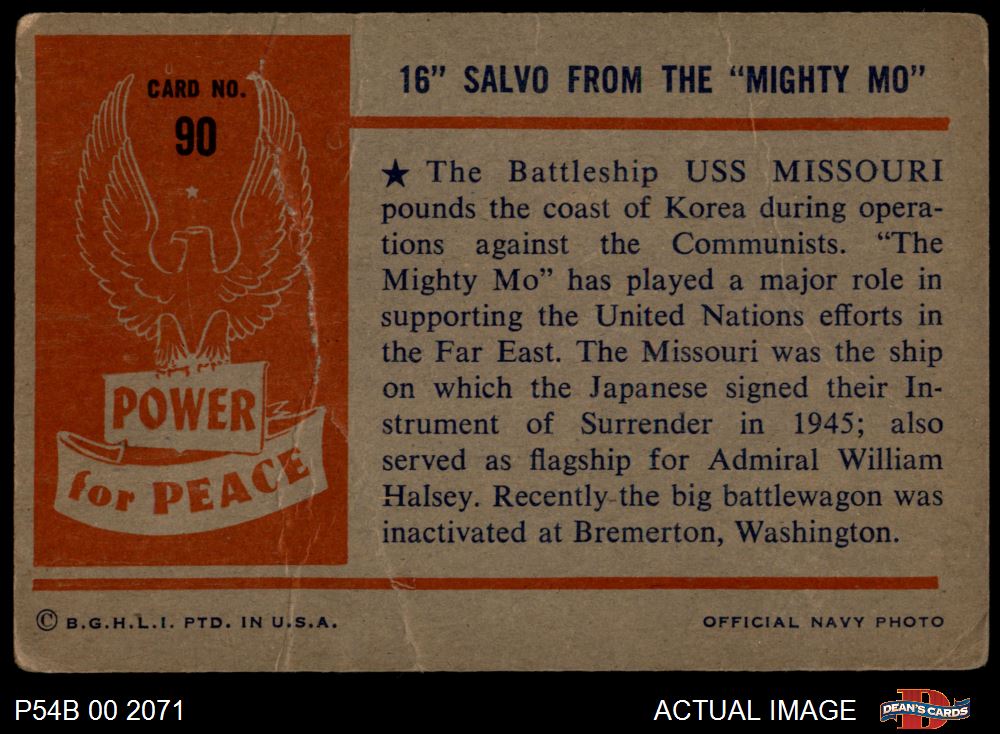 CARD NO.
90
POWER
for PEACE
16” SALVO FROM THE “MIGHTY MO”
★ The Battleship USS MISSOURI
pounds the coast of Korea during opera-
tions against the Communists. “The
Mighty Mo” has played a major role in
supporting the United Nations efforts in
the Far East. The Missouri was the ship
on which the Japanese signed their In-
strument of Surrender in 1945; also
served as flagship for Admiral William
Halsey. Recently the big battlewagon was
inactivated at Bremerton, Washington.
© B.G.H.L.I. PTD. IN U.S.A.
OFFICIAL NAVY PHOTO
P54B 00 2071
ACTUAL IMAGE
DEAN'S CARDS